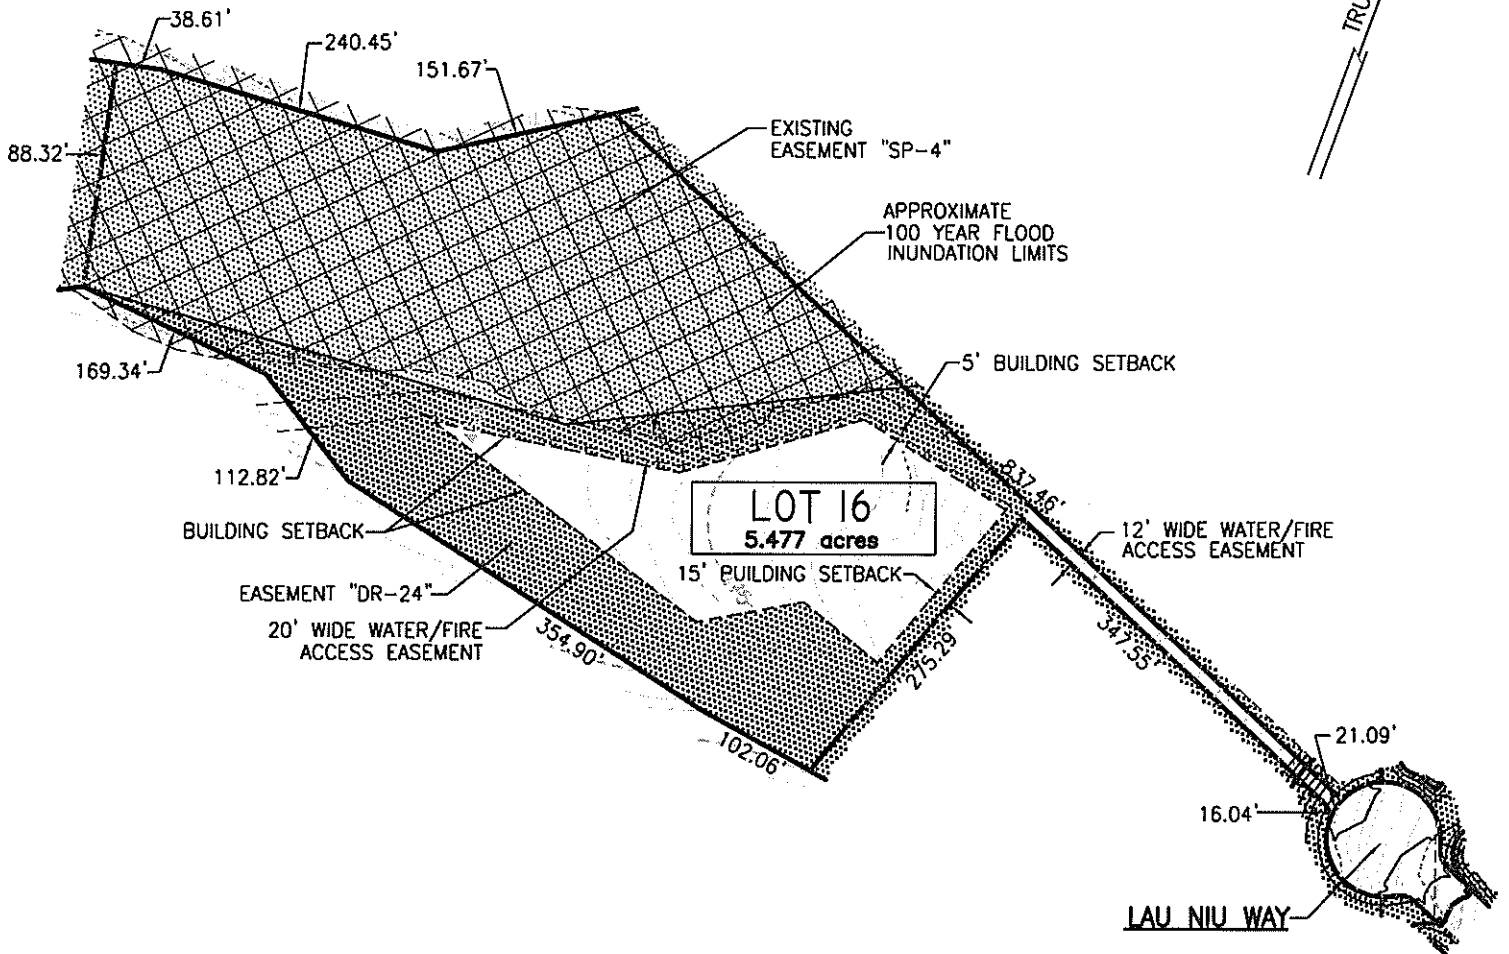 TRU
38.61'
240.45'
151.67'
88.32'
EXISTING
EASEMENT "SP-4"
APPROXIMATE
100 YEAR FLOOD
INUNDATION LIMITS
169.34'
5' BUILDING SETBACK
112.82'
837.46'
BUILDING SETBACK
LOT 16
5.477 acres
12' WIDE WATER/FIRE
ACCESS EASEMENT
15' BUILDING SETBACK
EASEMENT "DR-24"
20' WIDE WATER/FIRE
ACCESS EASEMENT
354.90'
275.29'
347.55'
102.06'
21.09'
16.04'
LAU NIU WAY